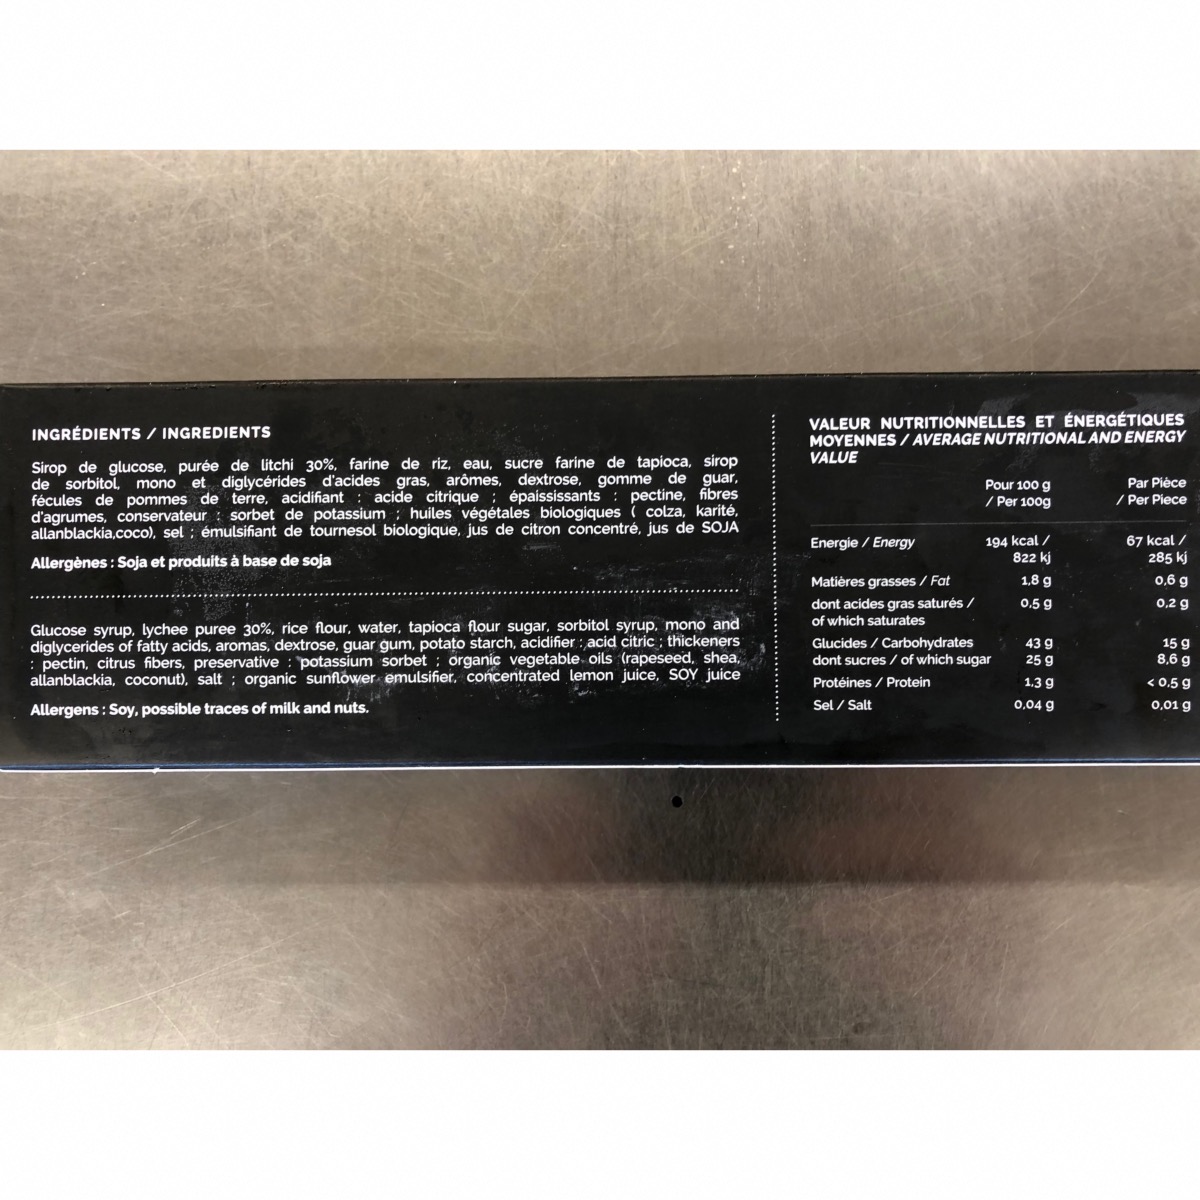 INGRÉDIENTS / INGREDIENTS
Sirop de glucose, purée de litchi 30%, farine de riz, eau, sucre farine de tapioca, sirop
de sorbitol, mono et diglycérides d'acides gras, arômes, dextrose, gomme de guar,
fécules de pommes de terre, acidifiant : acide citrique ; épaississants : pectine, fibres
d'agrumes, conservateur : sorbet de potassium ; huiles végétales biologiques ( colza, karité,
allanblackia,coco), sel ; émulsifiant de tournesol biologique, jus de citron concentré, jus de SOJA
Allergènes : Soja et produits à base de soja
Glucose syrup, lychee puree 30%, rice flour, water, tapioca flour sugar, sorbitol syrup, mono and
diglycerides of fatty acids, aromas, dextrose, guar gum, potato starch, acidifier : acid citric ; thickeners
: pectin, citrus fibers, preservative : potassium sorbet ; organic vegetable oils (rapeseed, shea,
allanblackia, coconut), salt ; organic sunflower emulsifier, concentrated lemon juice, SOY juice
Allergens : Soy, possible traces of milk and nuts.
VALEUR NUTRITIONNELLES ET ÉNERGÉTIQUES
MOYENNES / AVERAGE NUTRITIONAL AND ENERGY
VALUE
Pour 100 g Par Pièce
/ Per 100g / Per Piece
Energie / Energy 194 kcal / 67 kcal /
822 kj 285 kj
Matières grasses / Fat 1,8 g 0,6 g
dont acides gras saturés / 0,5 g 0,2 g
of which saturates
Glucides / Carbohydrates 43 g 15 g
dont sucres / of which sugar 25 g 8,6 g
Protéines / Protein 1,3 g < 0,5 g
Sel / Salt 0,04 g 0,01 g